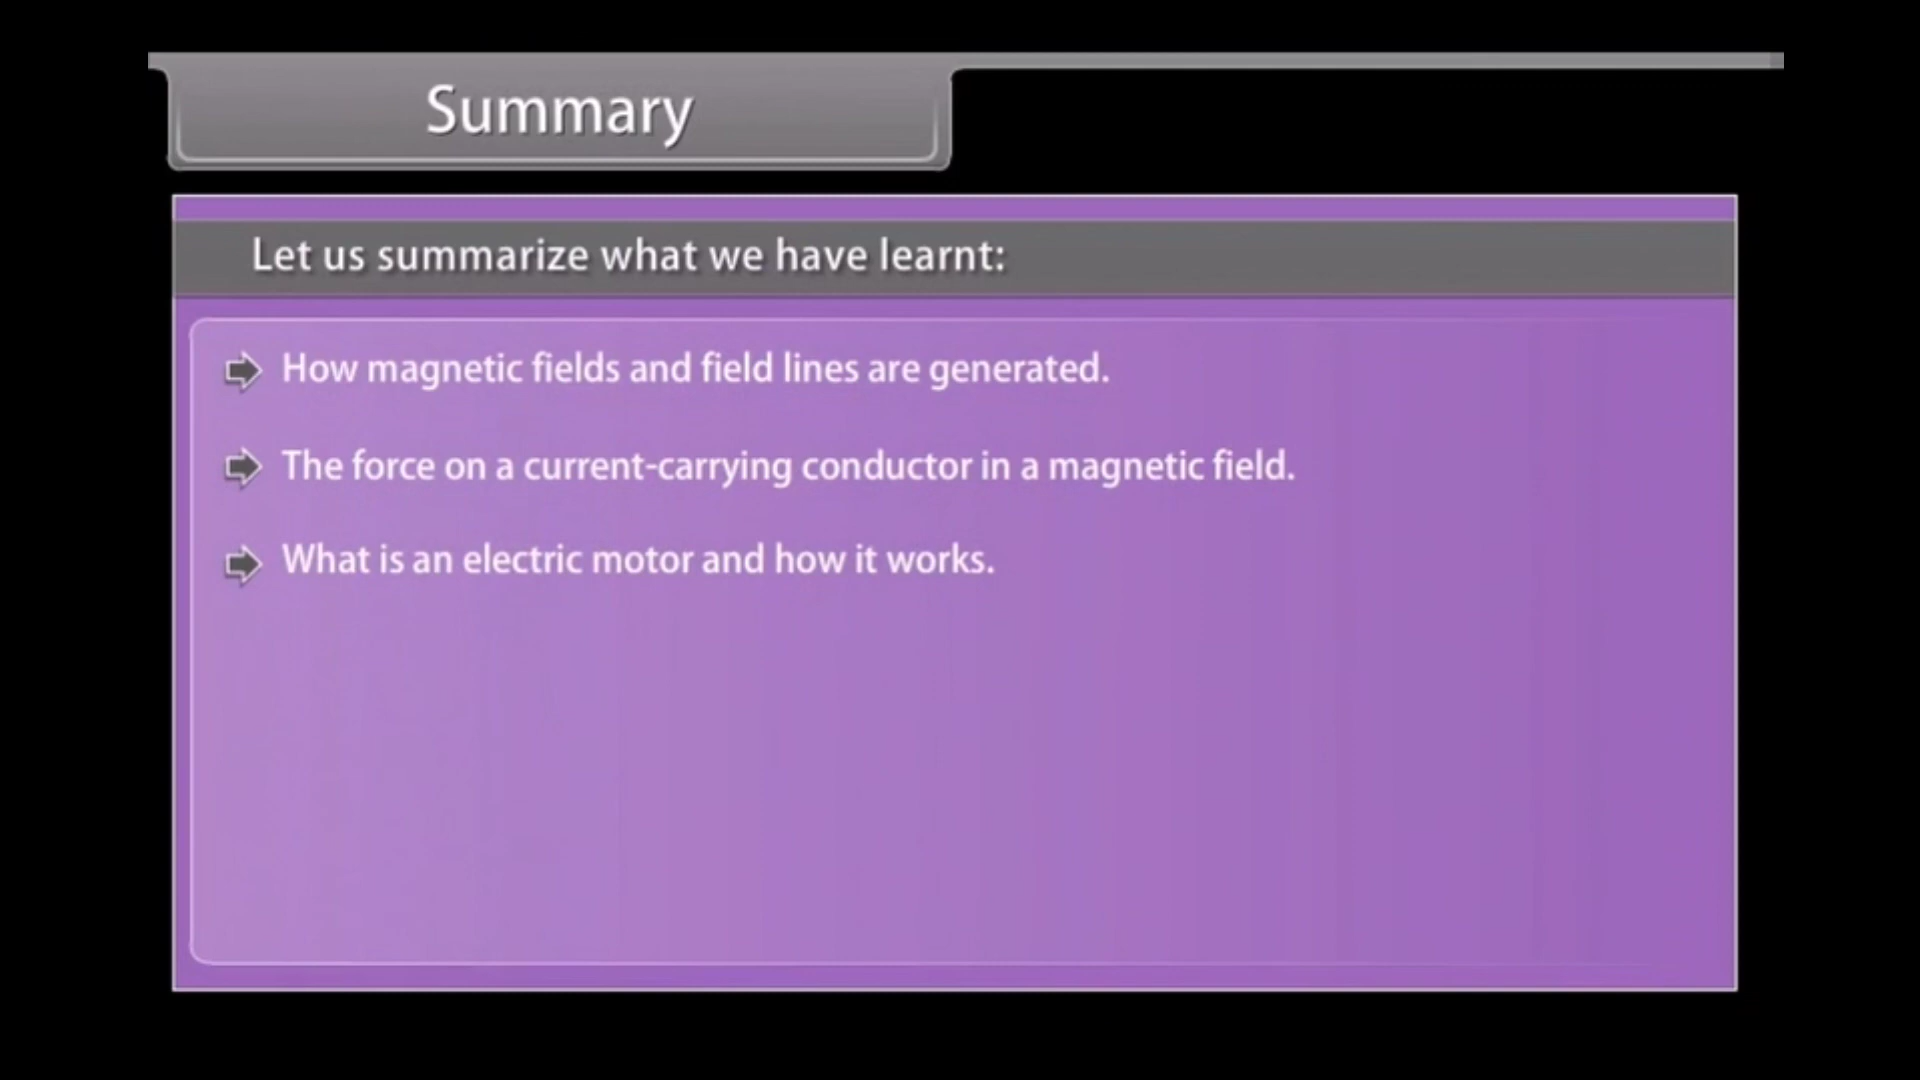 Summary
Let us summarize what we have learnt:
How magnetic fields and field lines are generated.
The force on a current-carrying conductor in a magnetic field.
What is an electric motor and how it works.